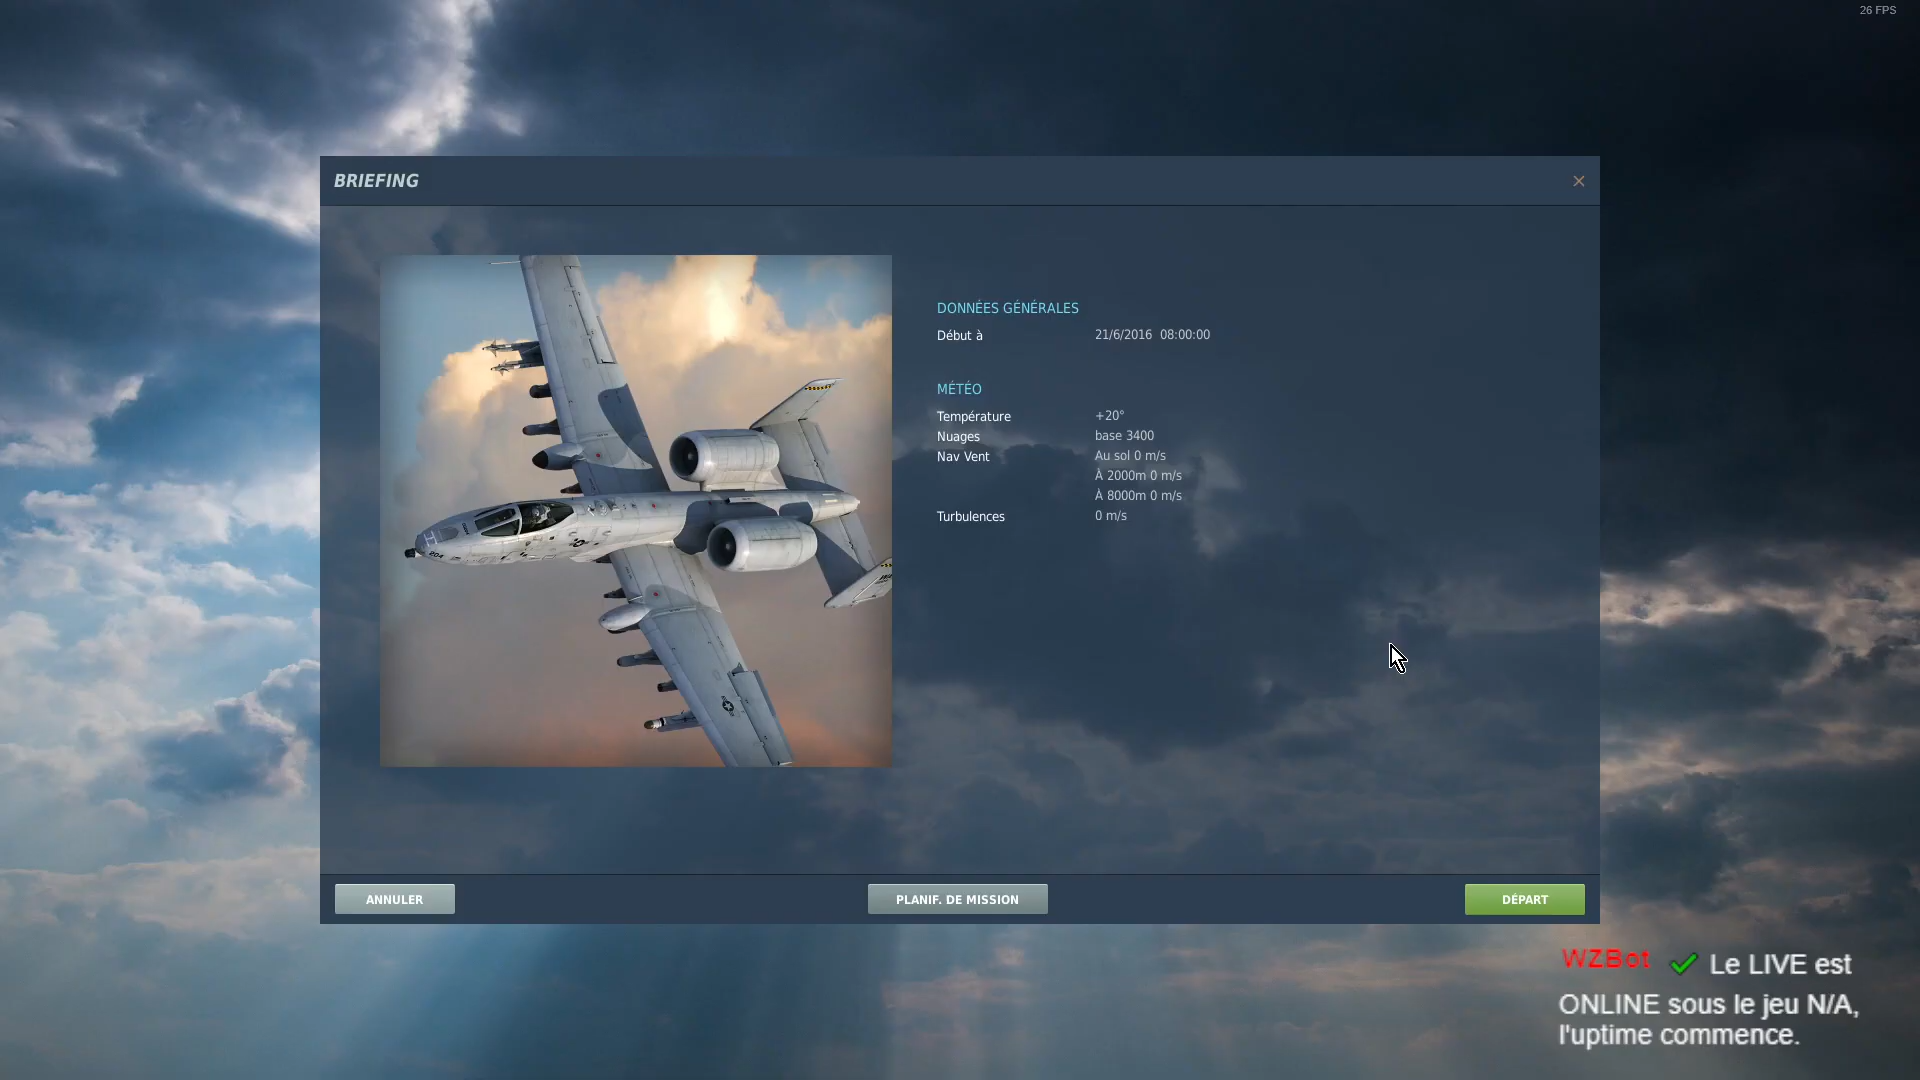 26 FPS
BRIEFING
DONNÉES GÉNÉRALES
Début à 21/6/2016 08:00:00
MÉTÉO
Température +20°
Nuages base 3400
Nav Vent Au sol 0 m/s
À 2000m 0 m/s
À 8000m 0 m/s
Turbulences 0 m/s
204
ANNULER
PLANIF. DE MISSION
DÉPART
WZBot ✓ Le LIVE est
ONLINE sous le jeu N/A,
l'uptime commence.